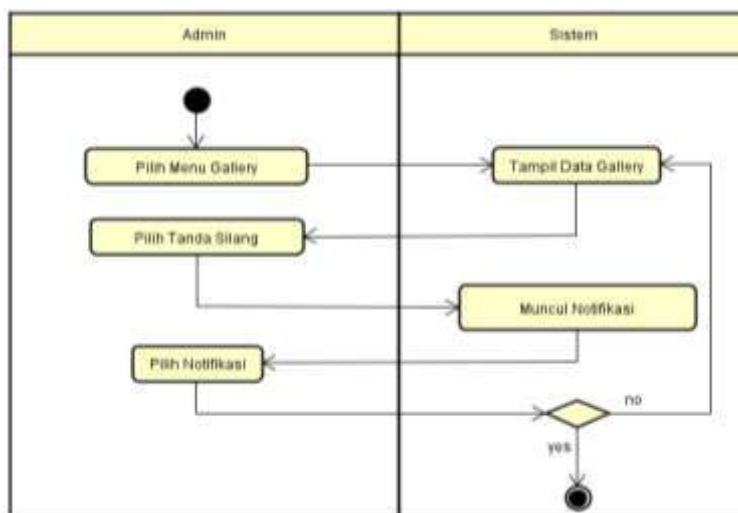 Admin
Sistem
Pilih Menu Gallery
Tampil Data Gallery
Pilih Tanda Silang
Muncul Notifikasi
Pilih Notifikasi
no
yes